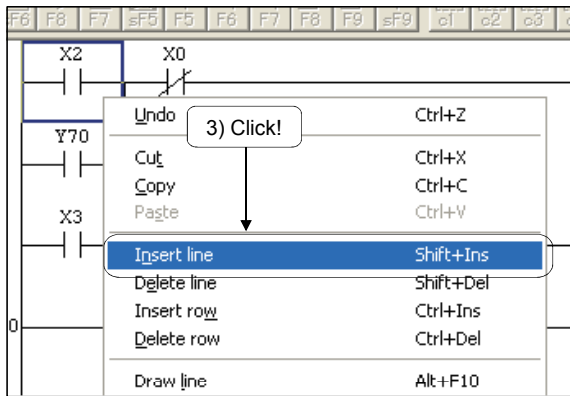 F6 F8 F7 sF5 F5 F6 F7 F8 F9 sF9 c1 c2 c3
X2 X0
Undo Ctrl+Z
3) Click!
Y70
Cut Ctrl+X
Copy Ctrl+C
Paste Ctrl+V
X3
Insert line Shift+Ins
Delete line Shift+Del
Insert row Ctrl+Ins
0
Delete row Ctrl+Del
Draw line Alt+F10